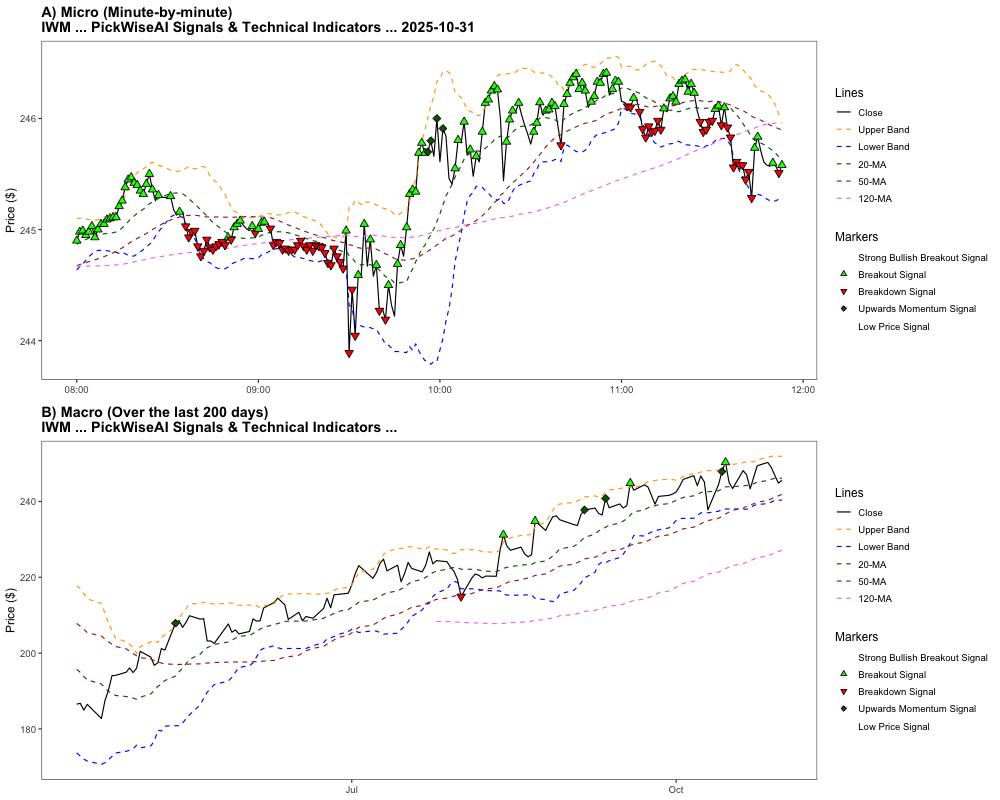 A) Micro (Minute-by-minute)
IWM ... PickWiseAI Signals & Technical Indicators ... 2025-10-31
Price ($)
246
245
244
08:00
09:00
10:00
11:00
12:00
Lines
Close
Upper Band
Lower Band
20-MA
50-MA
120-MA
Markers
Strong Bullish Breakout Signal
Breakout Signal
Breakdown Signal
Upwards Momentum Signal
Low Price Signal
B) Macro (Over the last 200 days)
IWM ... PickWiseAI Signals & Technical Indicators ...
Price ($)
240
220
200
180
Jul
Oct
Lines
Close
Upper Band
Lower Band
20-MA
50-MA
120-MA
Markers
Strong Bullish Breakout Signal
Breakout Signal
Breakdown Signal
Upwards Momentum Signal
Low Price Signal